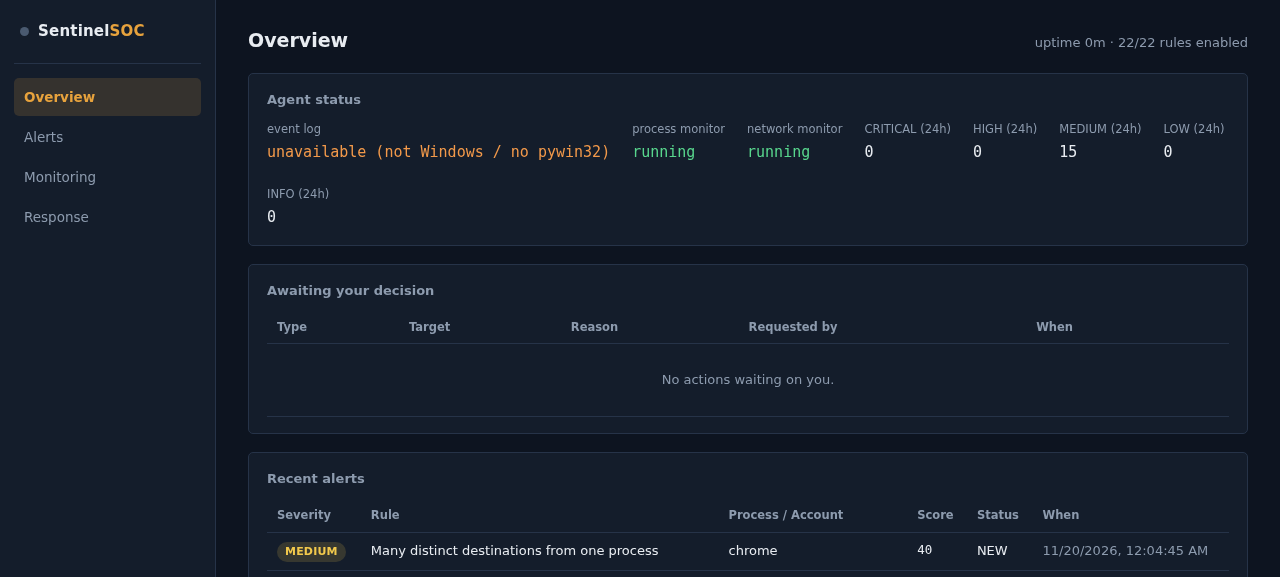 SentinelSOC
Overview
Alerts
Monitoring
Response
Overview
uptime 0m · 22/22 rules enabled
Agent status
event log process monitor network monitor CRITICAL (24h) HIGH (24h) MEDIUM (24h) LOW (24h)
unavailable (not Windows / no pywin32) running running 0 0 15 0
INFO (24h)
0
Awaiting your decision
Type Target Reason Requested by When
No actions waiting on you.
Recent alerts
Severity Rule Process / Account Score Status When
MEDIUM Many distinct destinations from one process chrome 40 NEW 11/20/2026, 12:04:45 AM